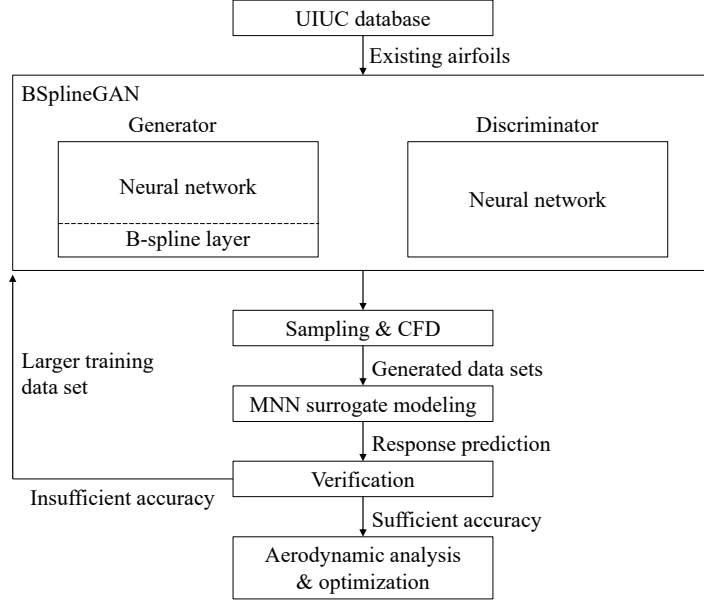 UIUC database
Existing airfoils
BSplineGAN
Generator
Discriminator
Neural network
B-spline layer
Neural network
Sampling & CFD
Generated data sets
Larger training
data set
MNN surrogate modeling
Response prediction
Verification
Insufficient accuracy
Sufficient accuracy
Aerodynamic analysis
& optimization